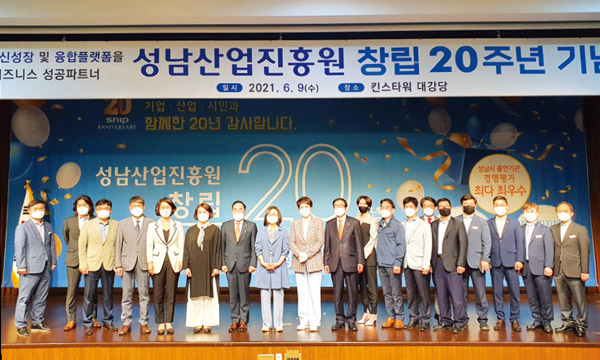 신성장 및 융합플랫폼을
비즈니스 성공파트너
성남산업진흥원 창립 20주년 기념
일 시 2021. 6. 9(수) 장 소 킨스타워 대강당
20
snip
ANNIVERSARY
기업 · 산업 · 시민과
함께한 20년 감사합니다.
성남산업진흥원
창립
20
성남시 출연기관
경영평가
최다 최우수